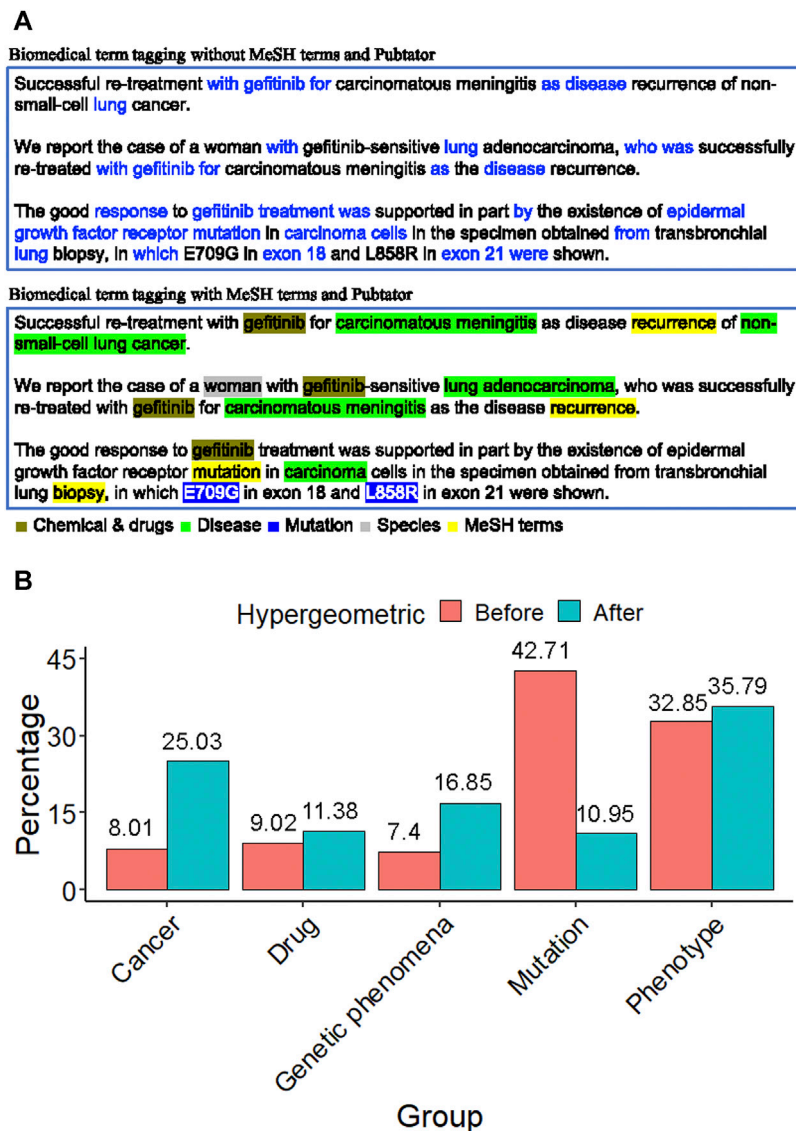 A
Biomedical term tagging without MeSH terms and Pubtator
Successful re-treatment with gefitinib for carcinomatous meningitis as disease recurrence of non-
small-cell lung cancer.
We report the case of a woman with gefitinib-sensitive lung adenocarcinoma, who was successfully
re-treated with gefitinib for carcinomatous meningitis as the disease recurrence.
The good response to gefitinib treatment was supported in part by the existence of epidermal
growth factor receptor mutation in carcinoma cells in the specimen obtained from transbronchial
lung biopsy, in which E709G in exon 18 and L858R in exon 21 were shown.
Biomedical term tagging with MeSH terms and Pubtator
Successful re-treatment with gefitinib for carcinomatous meningitis as disease recurrence of non-
small-cell lung cancer.
We report the case of a woman with gefitinib-sensitive lung adenocarcinoma, who was successfully
re-treated with gefitinib for carcinomatous meningitis as the disease recurrence.
The good response to gefitinib treatment was supported in part by the existence of epidermal
growth factor receptor mutation in carcinoma cells in the specimen obtained from transbronchial
lung biopsy, in which E709G in exon 18 and L858R in exon 21 were shown.
Chemical & drugs Disease Mutation Species MeSH terms
B
Hypergeometric Before After
Percentage
45
30
15
0
8.01 25.03 9.02 11.38 7.4 16.85 42.71 10.95 32.85 35.79
Cancer Drug Genetic phenomena Mutation Phenotype
Group